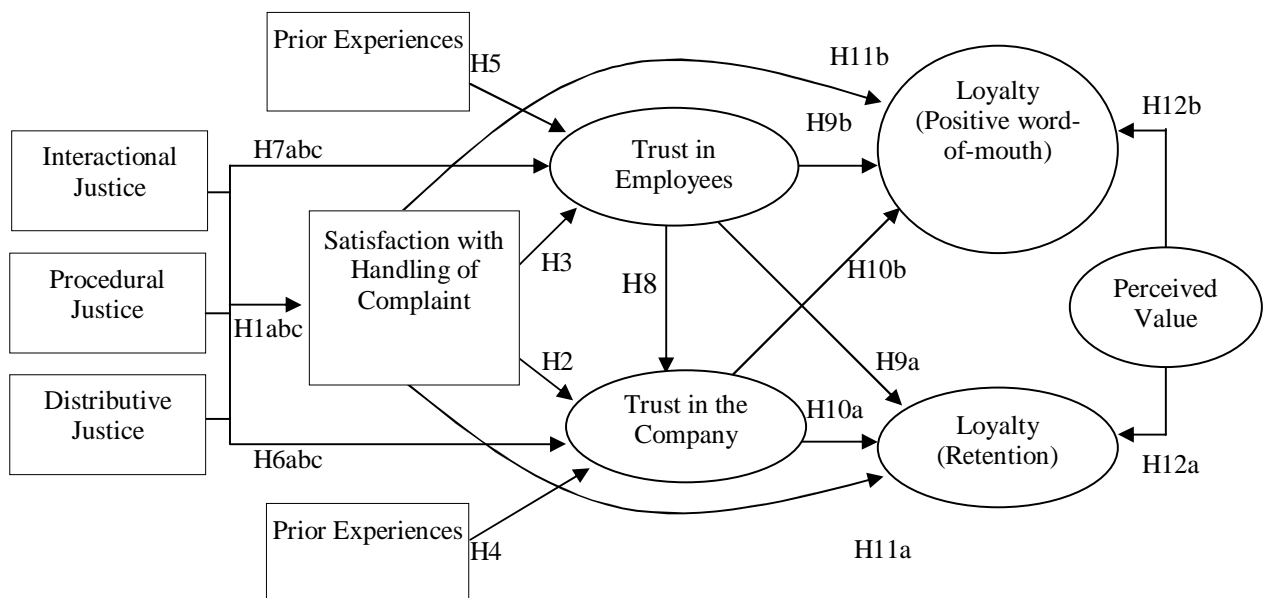 Prior Experiences
H5
H11b
Loyalty
(Positive word-
of-mouth)
H12b
H9b
Interactional
Justice
H7abc
Trust in
Employees
Satisfaction with
Handling of
Complaint
H3
H8
H10b
Procedural
Justice
H1abc
Perceived
Value
H2
H9a
Distributive
Justice
Trust in the
Company
H10a
Loyalty
(Retention)
H6abc
H12a
Prior Experiences
H4
H11a